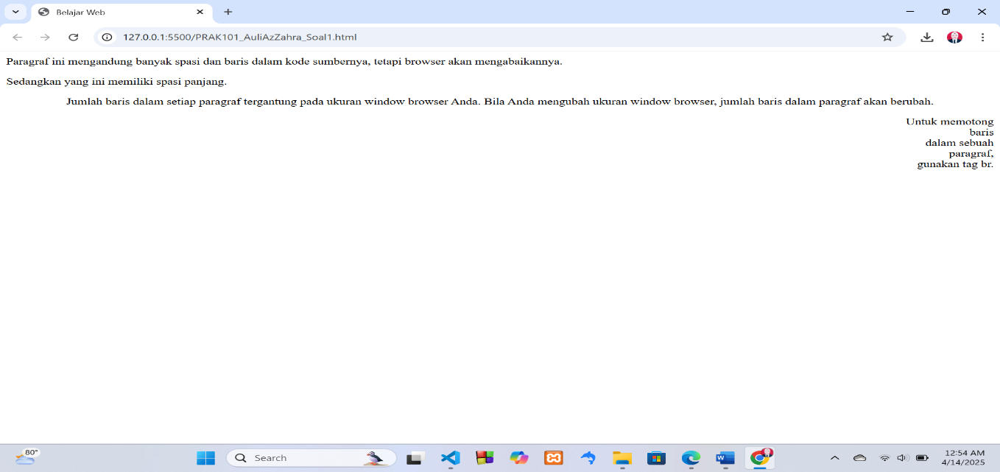 Belajar Web
127.0.0.1:5500/PRAK101_AuliAzZahra_Soal1.html
Paragraf ini mengandung banyak spasi dan baris dalam kode sumbernya, tetapi browser akan mengabaikannya.
Sedangkan yang ini memiliki spasi panjang.
Jumlah baris dalam setiap paragraf tergantung pada ukuran window browser Anda. Bila Anda mengubah ukuran window browser, jumlah baris dalam paragraf akan berubah.
Untuk memotong
baris
dalam sebuah
paragraf,
gunakan tag br.
80°
Search
12:54 AM
4/14/2025